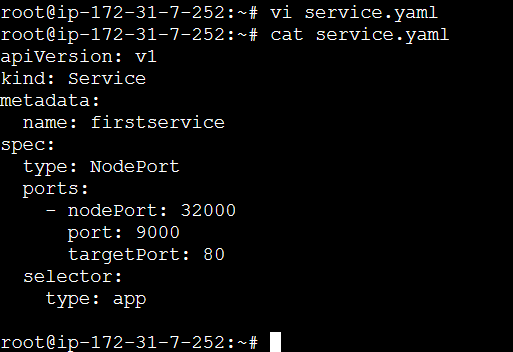 root@ip-172-31-7-252:~# vi service.yaml
root@ip-172-31-7-252:~# cat service.yaml
apiVersion: v1
kind: Service
metadata:
  name: firstservice
spec:
  type: NodePort
  ports:
    - nodePort: 32000
      port: 9000
      targetPort: 80
  selector:
    type: app

root@ip-172-31-7-252:~#